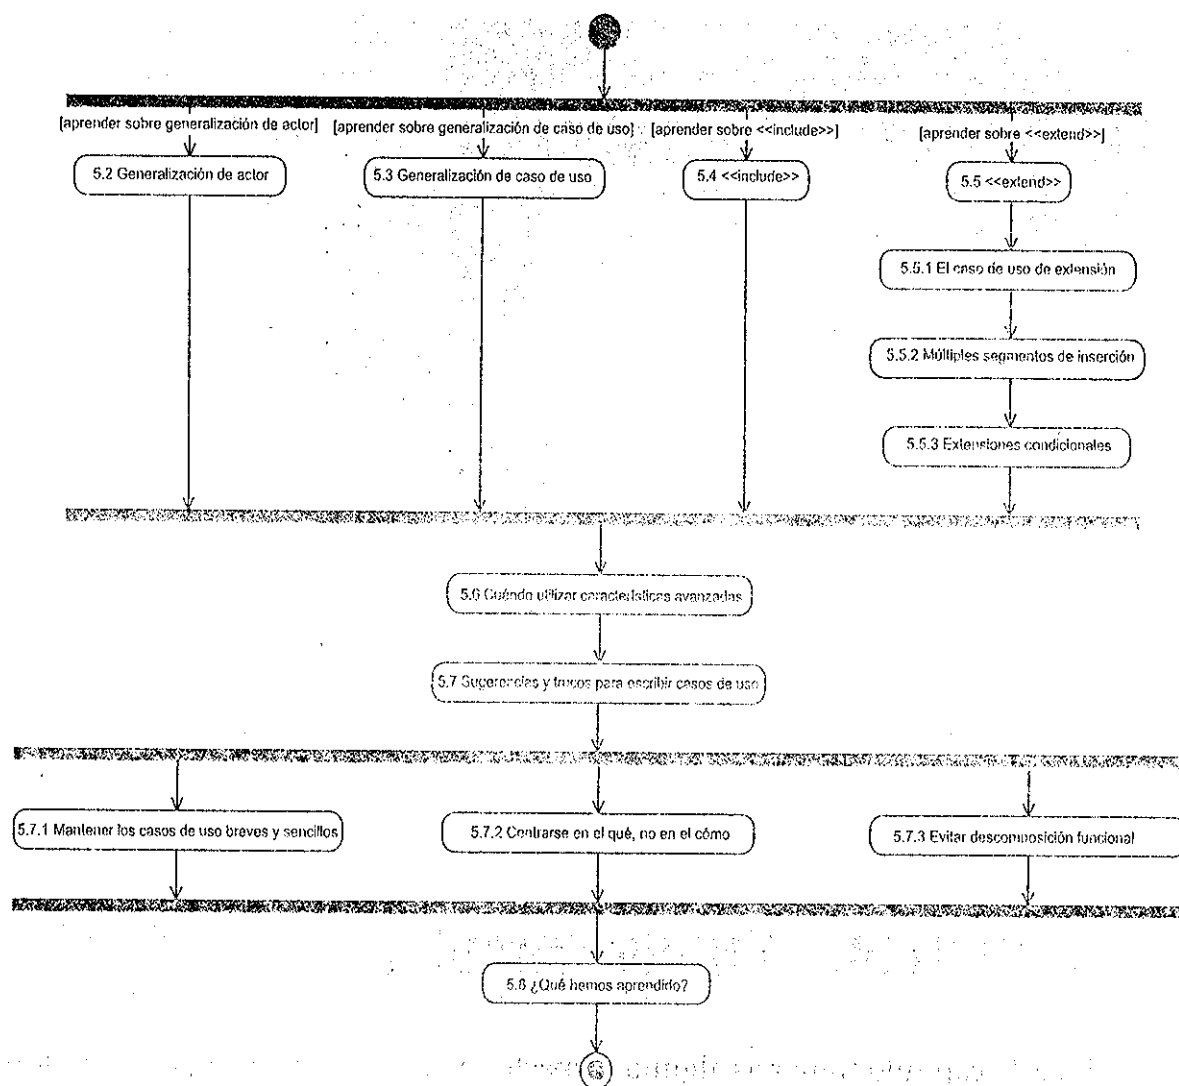 [aprender sobre generalización de actor] [aprender sobre generalización de caso de uso] [aprender sobre <<include>>] [aprender sobre <<extend>>]
5.2 Generalización de actor
5.3 Generalización de caso de uso
5.4 <<include>>
5.5 <<extend>>
5.5.1 El caso de uso de extensión
5.5.2 Múltiples segmentos de inserción
5.5.3 Extensiones condicionales
5.6 Cuándo utilizar características avanzadas
5.7 Sugerencias y trucos para escribir casos de uso
5.7.1 Mantener los casos de uso breves y sencillos
5.7.2 Contrarse en el qué, no en el cómo
5.7.3 Evitar descomposición funcional
5.8 ¿Qué hemos aprendido?